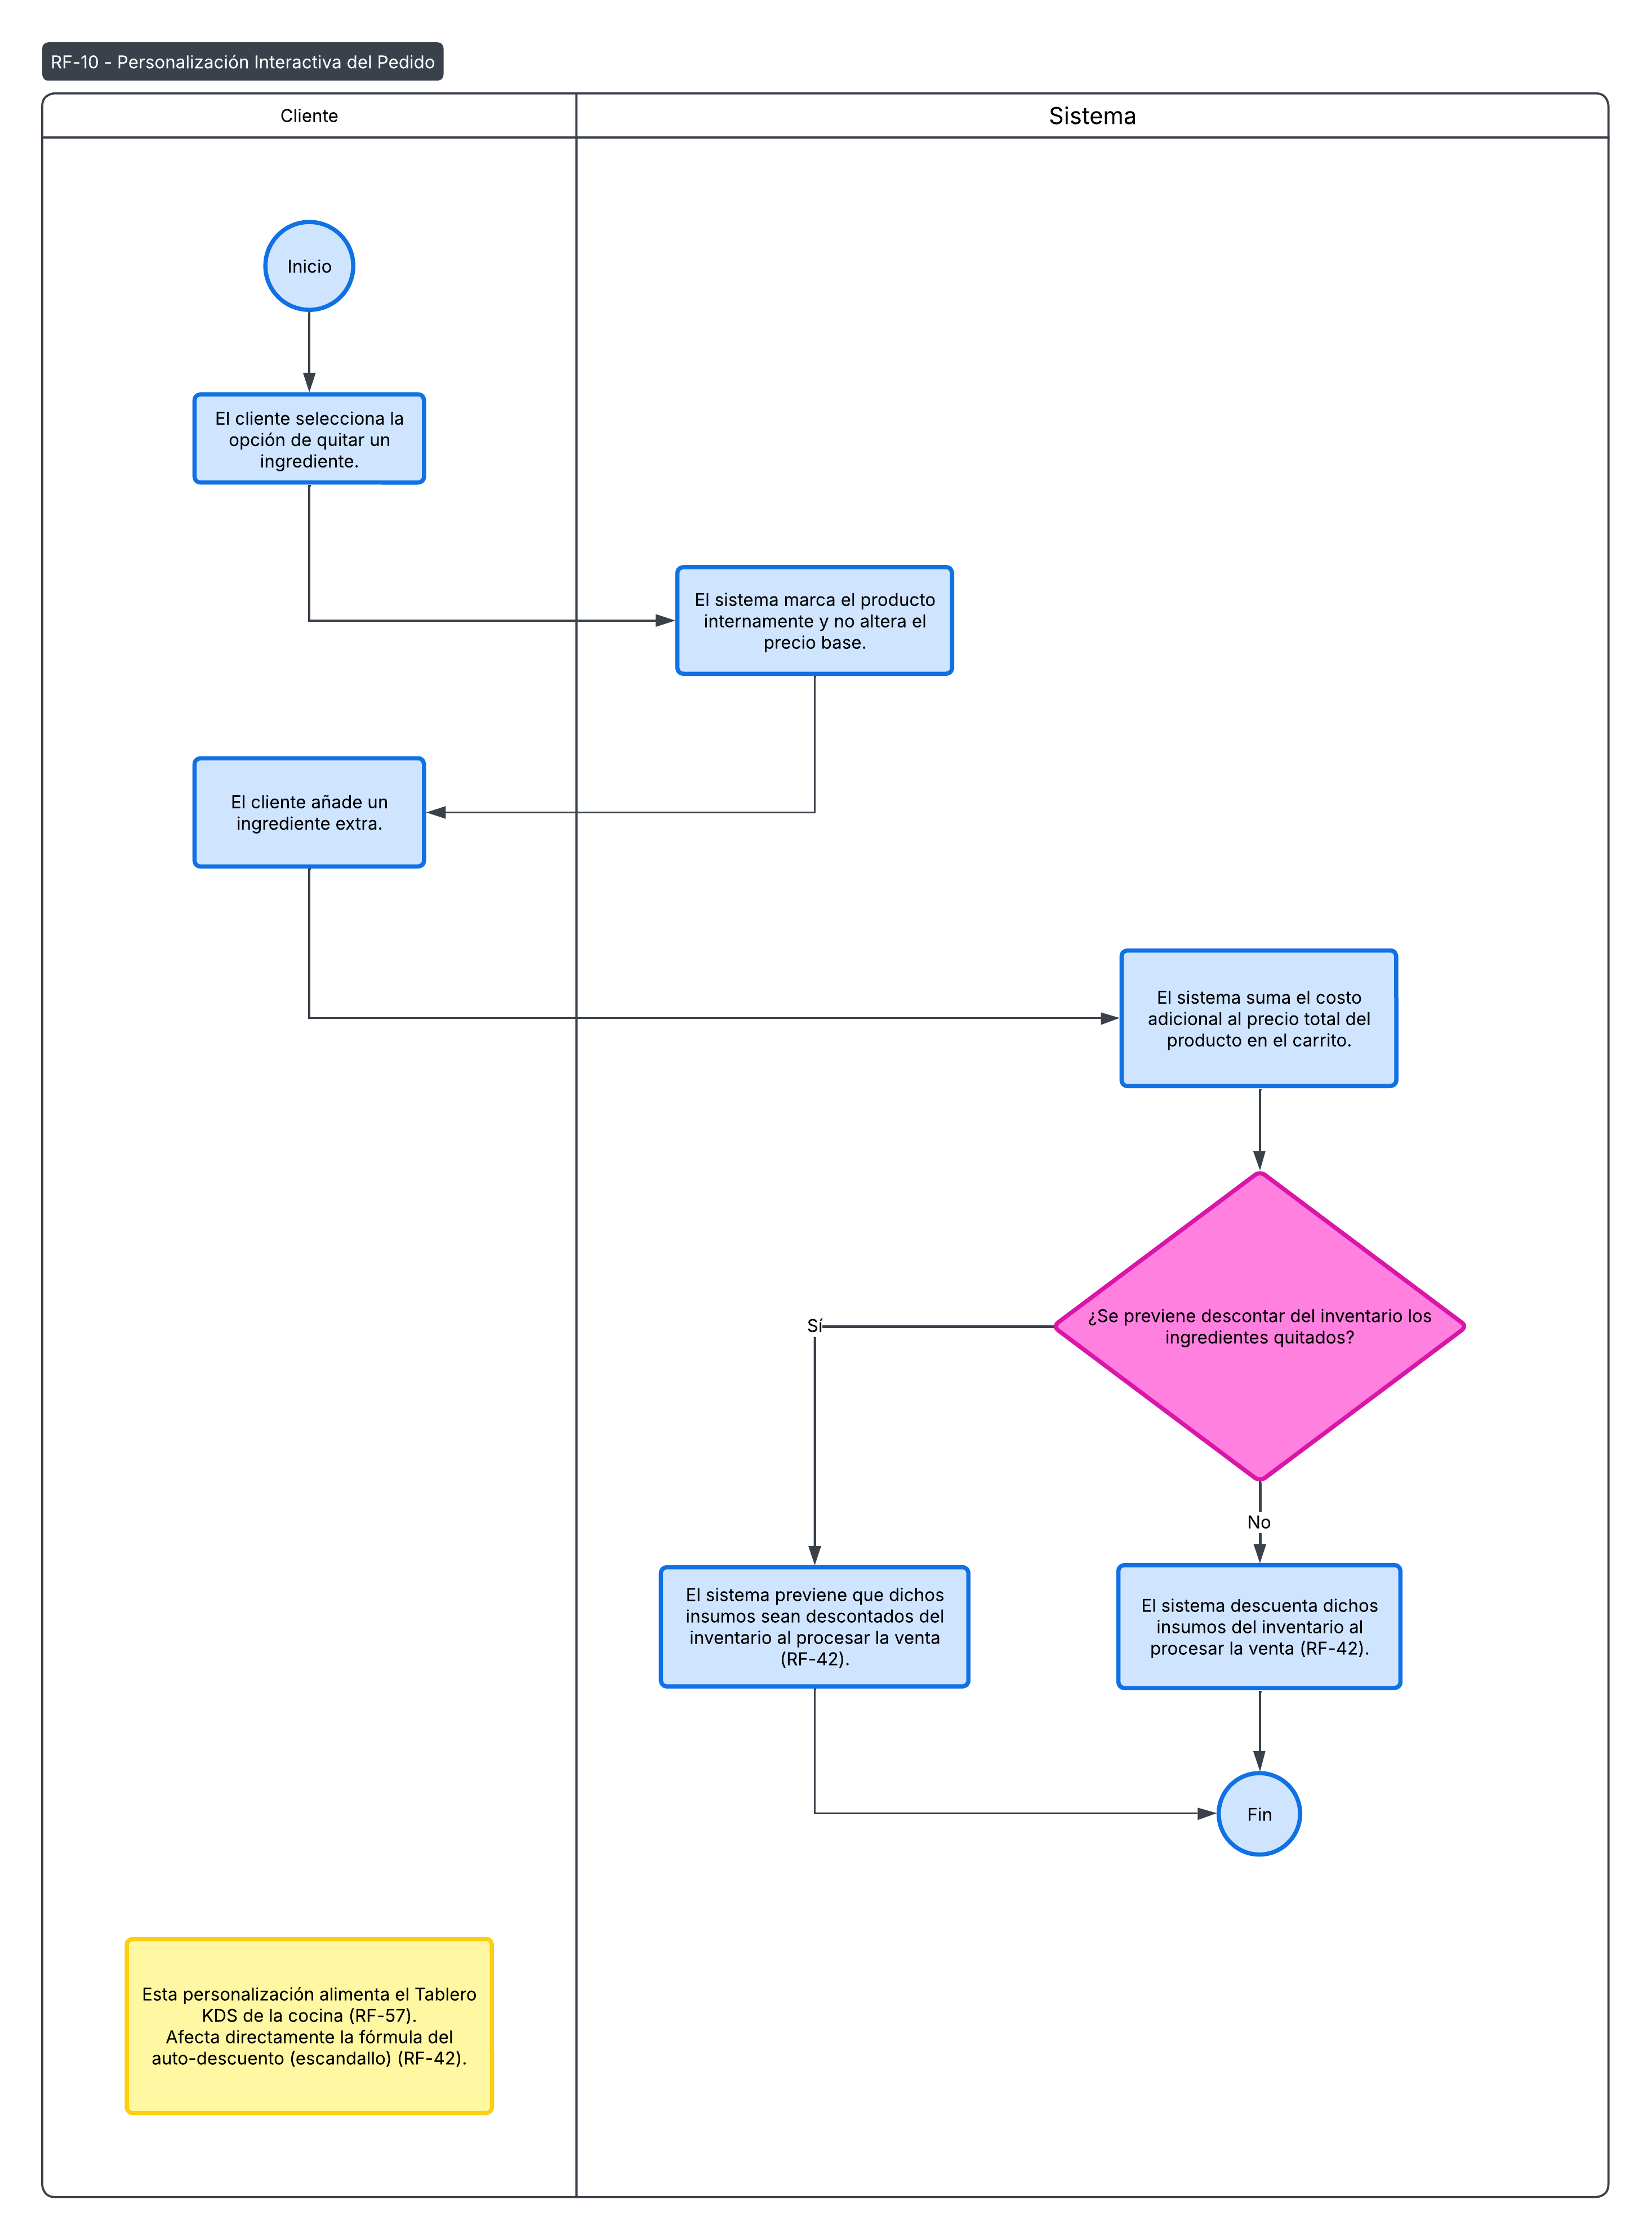 RF-10 - Personalización Interactiva del Pedido
Cliente
Sistema
Inicio
El cliente selecciona la
opción de quitar un
ingrediente.
El sistema marca el producto
internamente y no altera el
precio base.
El cliente añade un
ingrediente extra.
El sistema suma el costo
adicional al precio total del
producto en el carrito.
¿Se previene descontar del inventario los
ingredientes quitados?
Sí
No
El sistema previene que dichos
insumos sean descontados del
inventario al procesar la venta
(RF-42).
El sistema descuenta dichos
insumos del inventario al
procesar la venta (RF-42).
Fin
Esta personalización alimenta el Tablero
KDS de la cocina (RF-57).
Afecta directamente la fórmula del
auto-descuento (escandallo) (RF-42).